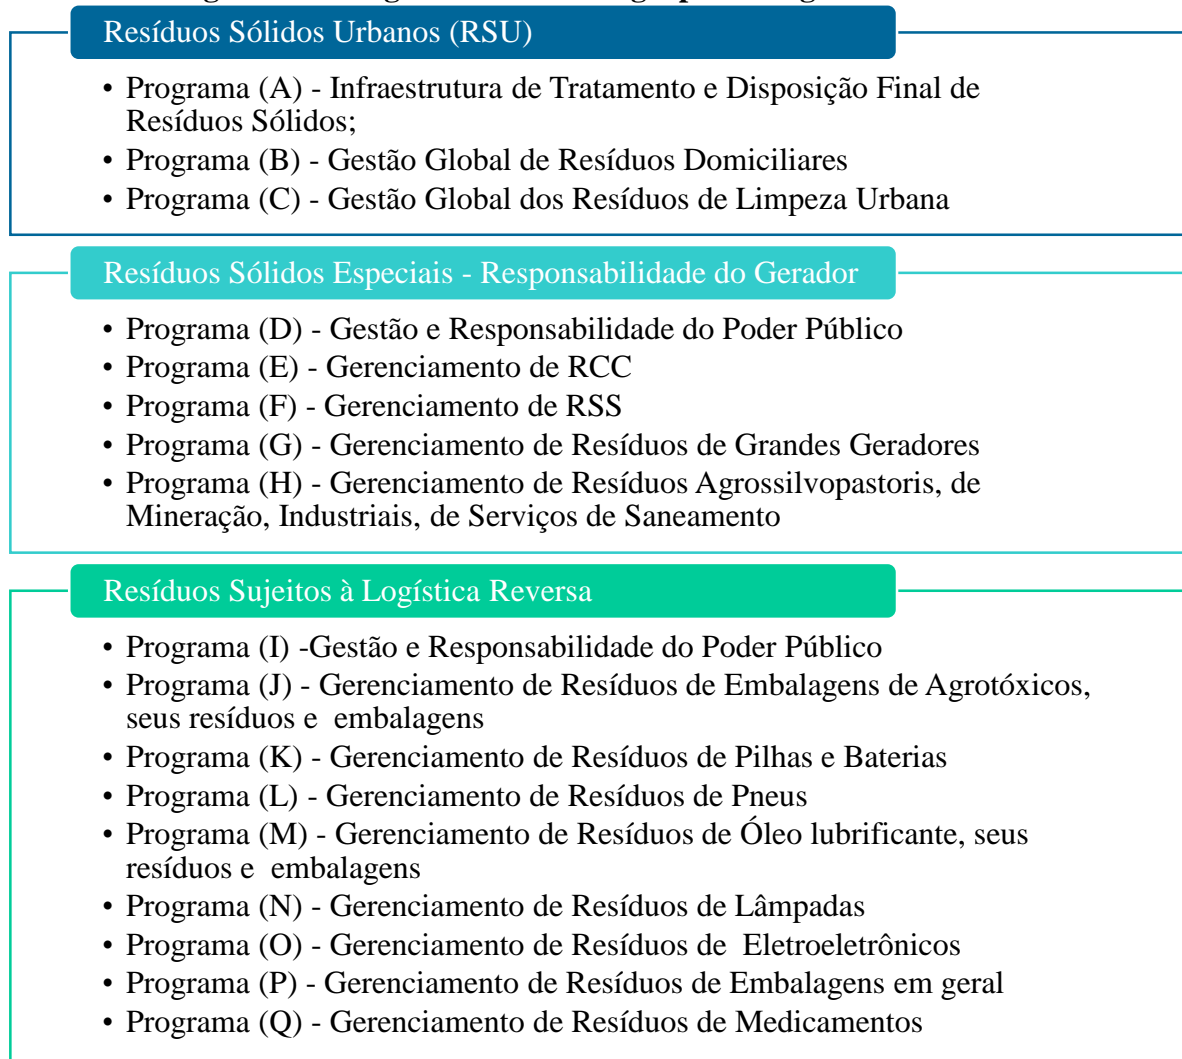 Resíduos Sólidos Urbanos (RSU)
• Programa (A) - Infraestrutura de Tratamento e Disposição Final de
Resíduos Sólidos;
• Programa (B) - Gestão Global de Resíduos Domiciliares
• Programa (C) - Gestão Global dos Resíduos de Limpeza Urbana
Resíduos Sólidos Especiais - Responsabilidade do Gerador
• Programa (D) - Gestão e Responsabilidade do Poder Público
• Programa (E) - Gerenciamento de RCC
• Programa (F) - Gerenciamento de RSS
• Programa (G) - Gerenciamento de Resíduos de Grandes Geradores
• Programa (H) - Gerenciamento de Resíduos Agrossilvopastoris, de
Mineração, Industriais, de Serviços de Saneamento
Resíduos Sujeitos à Logística Reversa
• Programa (I) -Gestão e Responsabilidade do Poder Público
• Programa (J) - Gerenciamento de Resíduos de Embalagens de Agrotóxicos,
seus resíduos e embalagens
• Programa (K) - Gerenciamento de Resíduos de Pilhas e Baterias
• Programa (L) - Gerenciamento de Resíduos de Pneus
• Programa (M) - Gerenciamento de Resíduos de Óleo lubrificante, seus
resíduos e embalagens
• Programa (N) - Gerenciamento de Resíduos de Lâmpadas
• Programa (O) - Gerenciamento de Resíduos de Eletroeletrônicos
• Programa (P) - Gerenciamento de Resíduos de Embalagens em geral
• Programa (Q) - Gerenciamento de Resíduos de Medicamentos